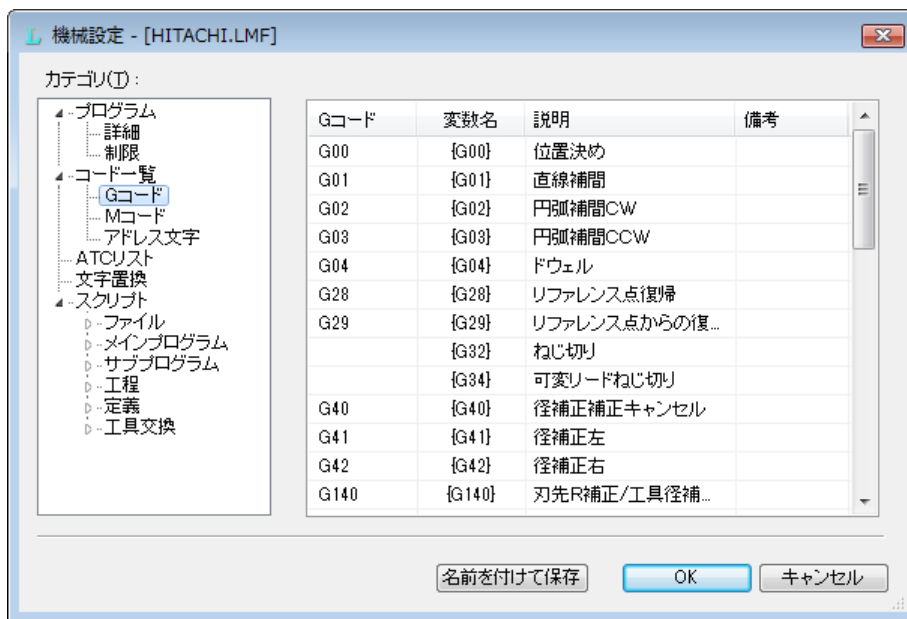 機械設定 - [HITACHI.LMF]
カテゴリ(T):
プログラム
詳細
制限
コード一覧
Gコード
Mコード
アドレス文字
ATCリスト
文字置換
スクリプト
ファイル
メインプログラム
サブプログラム
工程
定義
工具交換
Gコード 変数名 説明 備考
G00 {G00} 位置決め
G01 {G01} 直線補間
G02 {G02} 円弧補間CW
G03 {G03} 円弧補間CCW
G04 {G04} ドウェル
G28 {G28} リファレンス点復帰
G29 {G29} リファレンス点からの復...
{G32} ねじ切り
{G34} 可変リードねじ切り
G40 {G40} 径補正補正キャンセル
G41 {G41} 径補正左
G42 {G42} 径補正右
G140 {G140} 刃先R補正/工具径補...
名前を付けて保存 OK キャンセル